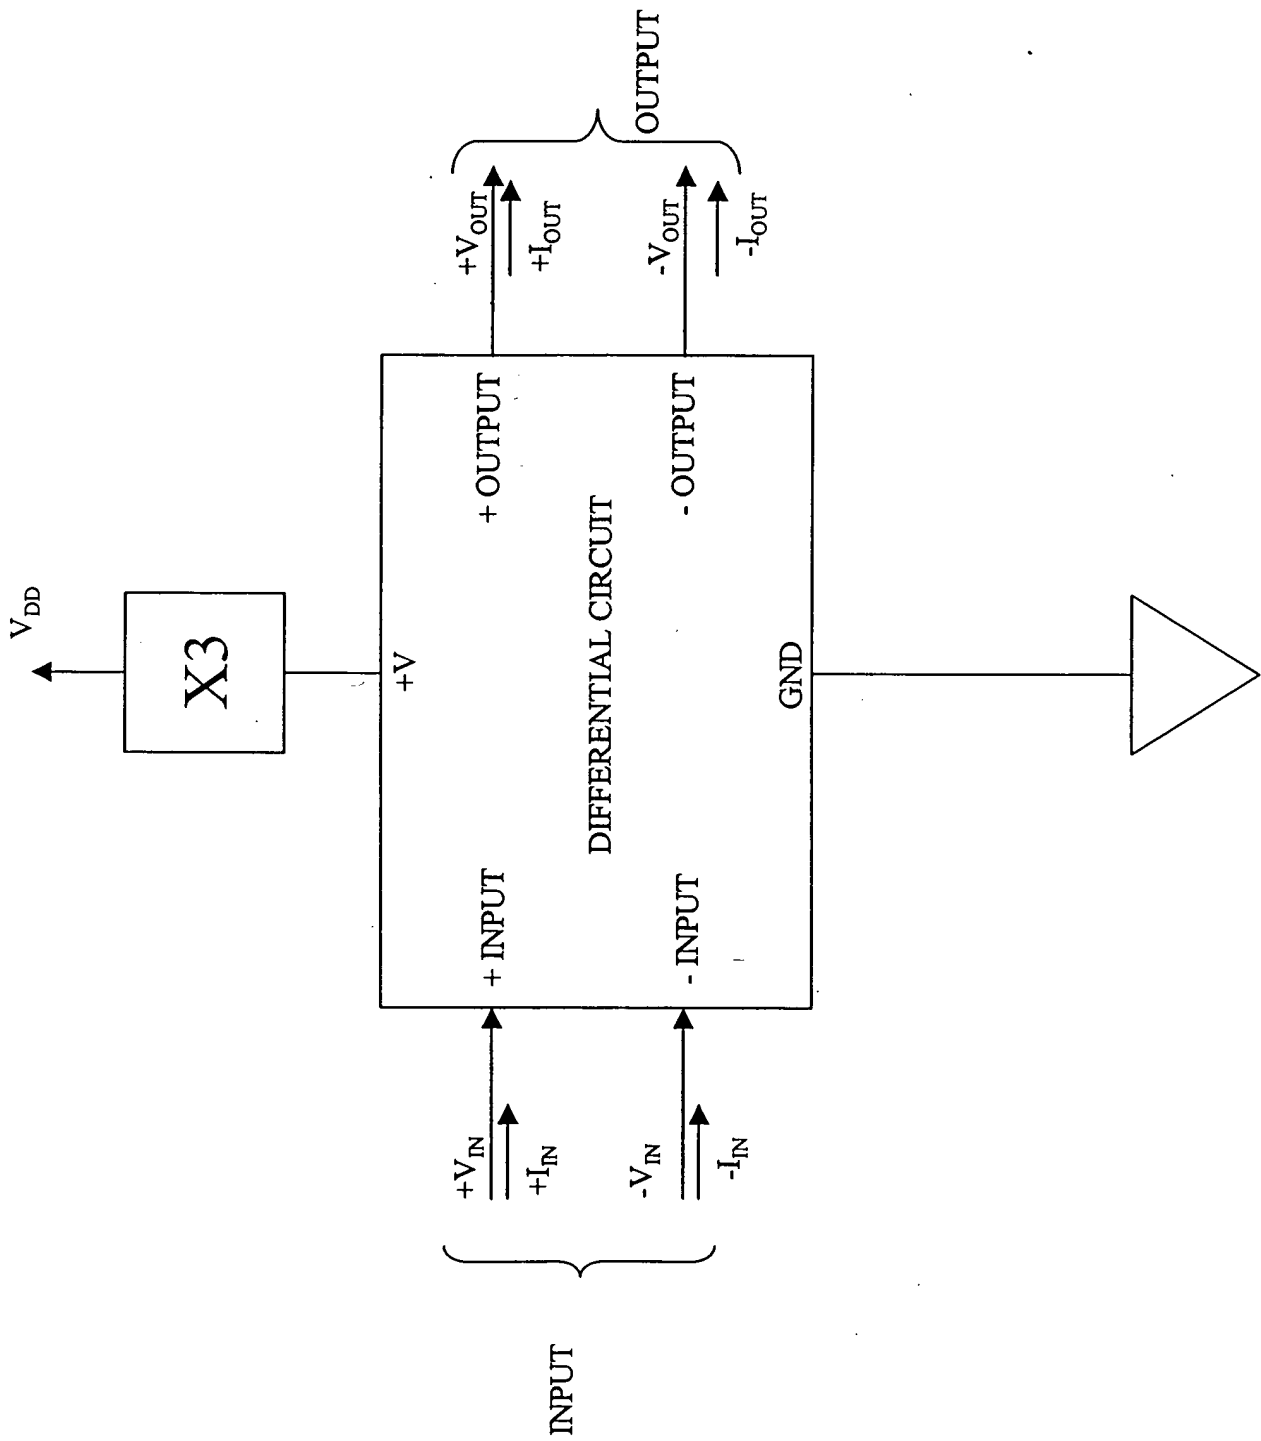 V_DD
X3
+V
INPUT
+V_IN
+I_IN
-V_IN
-I_IN
+ INPUT
- INPUT
DIFFERENTIAL CIRCUIT
+ OUTPUT
- OUTPUT
GND
+V_OUT
+I_OUT
-V_OUT
-I_OUT
OUTPUT